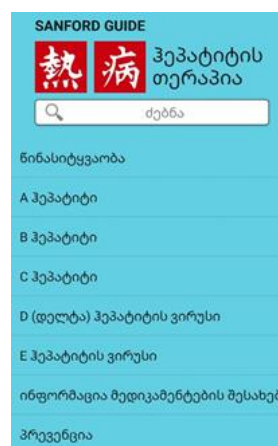 SANFORD GUIDE
熱病 ჰეპატიტის
თერაპია
ძებნა
წინასიტყვაობა
A ჰეპატიტი
B ჰეპატიტი
C ჰეპატიტი
D (დელტა) ჰეპატიტის ვირუსი
E ჰეპატიტის ვირუსი
ინფორმაცია მედიკამენტების შესახებ
პრევენცია